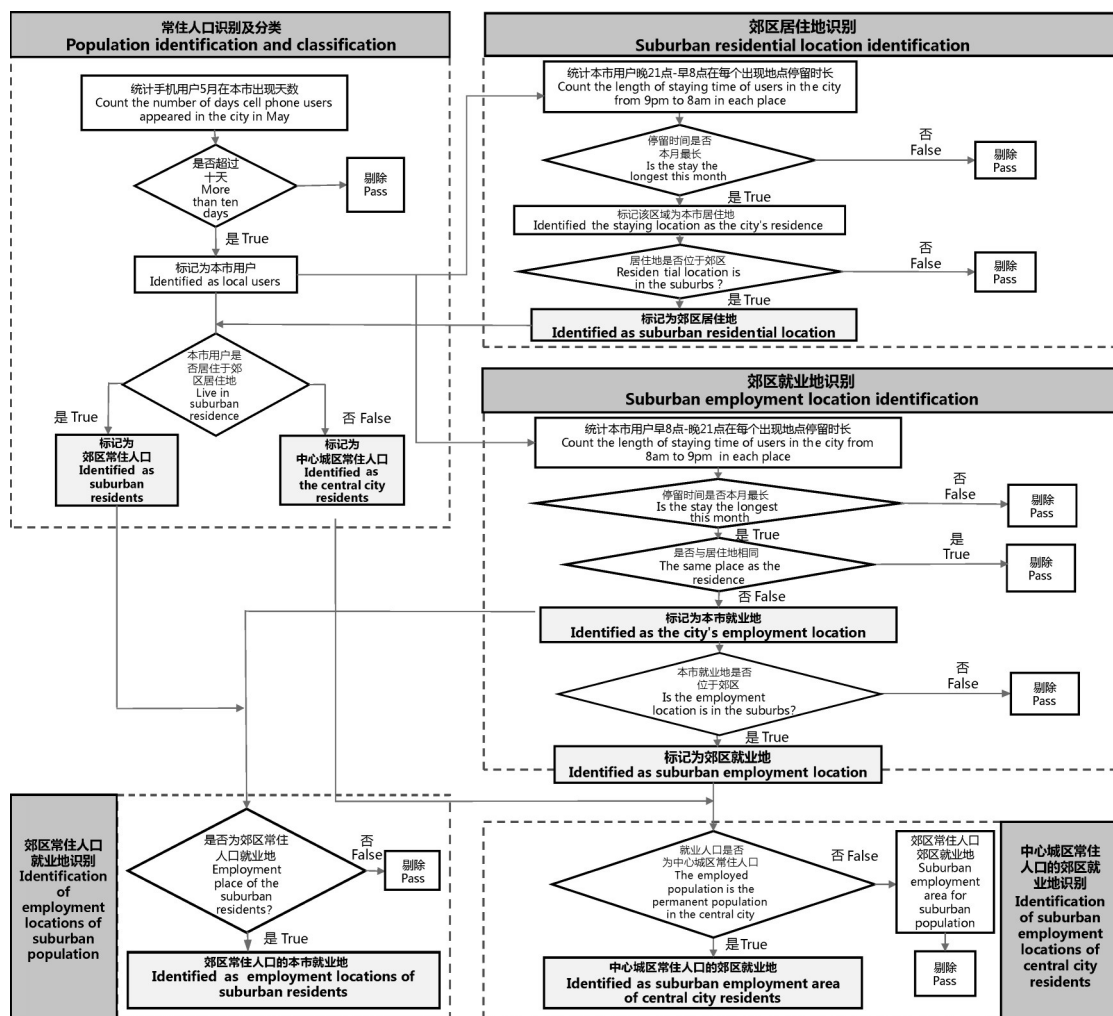 常住人口识别及分类
Population identification and classification
统计手机用户5月在本市出现天数
Count the number of days cell phone users
appeared in the city in May
是否超过
十天
More
than ten
days
剔除
Pass
是 True
标记为本市用户
Identified as local users
本市用户是
否居住于郊
区居住地
Live in
suburban
residence
是 True
否 False
标记为
郊区常住人口
Identified as
suburban
residents
标记为
中心城区常住人口
Identified as
the central city
residents
郊区居住地识别
Suburban residential location identification
统计本市用户晚21点-早8点在每个出现地点停留时长
Count the length of staying time of users in the city
from 9pm to 8am in each place
停留时间是否
本月最长
Is the stay the
longest this month
否
False
剔除
Pass
是 True
标记该区域为本市居住地
Identified the staying location as the city's residence
居住地是否位于郊区
Residen tial location is
in the suburbs ?
否
False
剔除
Pass
是 True
标记为郊区居住地
Identified as suburban residential location
郊区就业地识别
Suburban employment location identification
统计本市用户早8点-晚21点在每个出现地点停留时长
Count the length of staying time of users in the city from
8am to 9pm in each place
停留时间是否本月最长
Is the stay the longest
this month
否
False
剔除
Pass
是 True
是否与居住地相同
The same place as the
residence
是
True
剔除
Pass
否 False
标记为本市就业地
Identified as the city's employment location
本市就业地是否
位于郊区
Is the employment
location is in the suburbs?
否
False
剔除
Pass
是 True
标记为郊区就业地
Identified as suburban employment location
郊区常住人口
就业地识别
Identification
of
employment
locations of
suburban
population
是否为郊区常住
人口就业地
Employment
place of the
suburban
residents?
否
False
剔除
Pass
是 True
郊区常住人口的本市就业地
Identified as employment locations of
suburban residents
就业人口是否
为中心城区常住人口
The employed
population is the
permanent population
in the central city
否 False
郊区常住人口
郊区就业地
Suburban
employment
area for
suburban
population
剔除
Pass
是True
中心城区常住人口的郊区就业地
Identified as suburban employment area
of central city residents
中心城区常住
人口的郊区就
业地识别
Identification
of suburban
employment
locations of
central city
residents